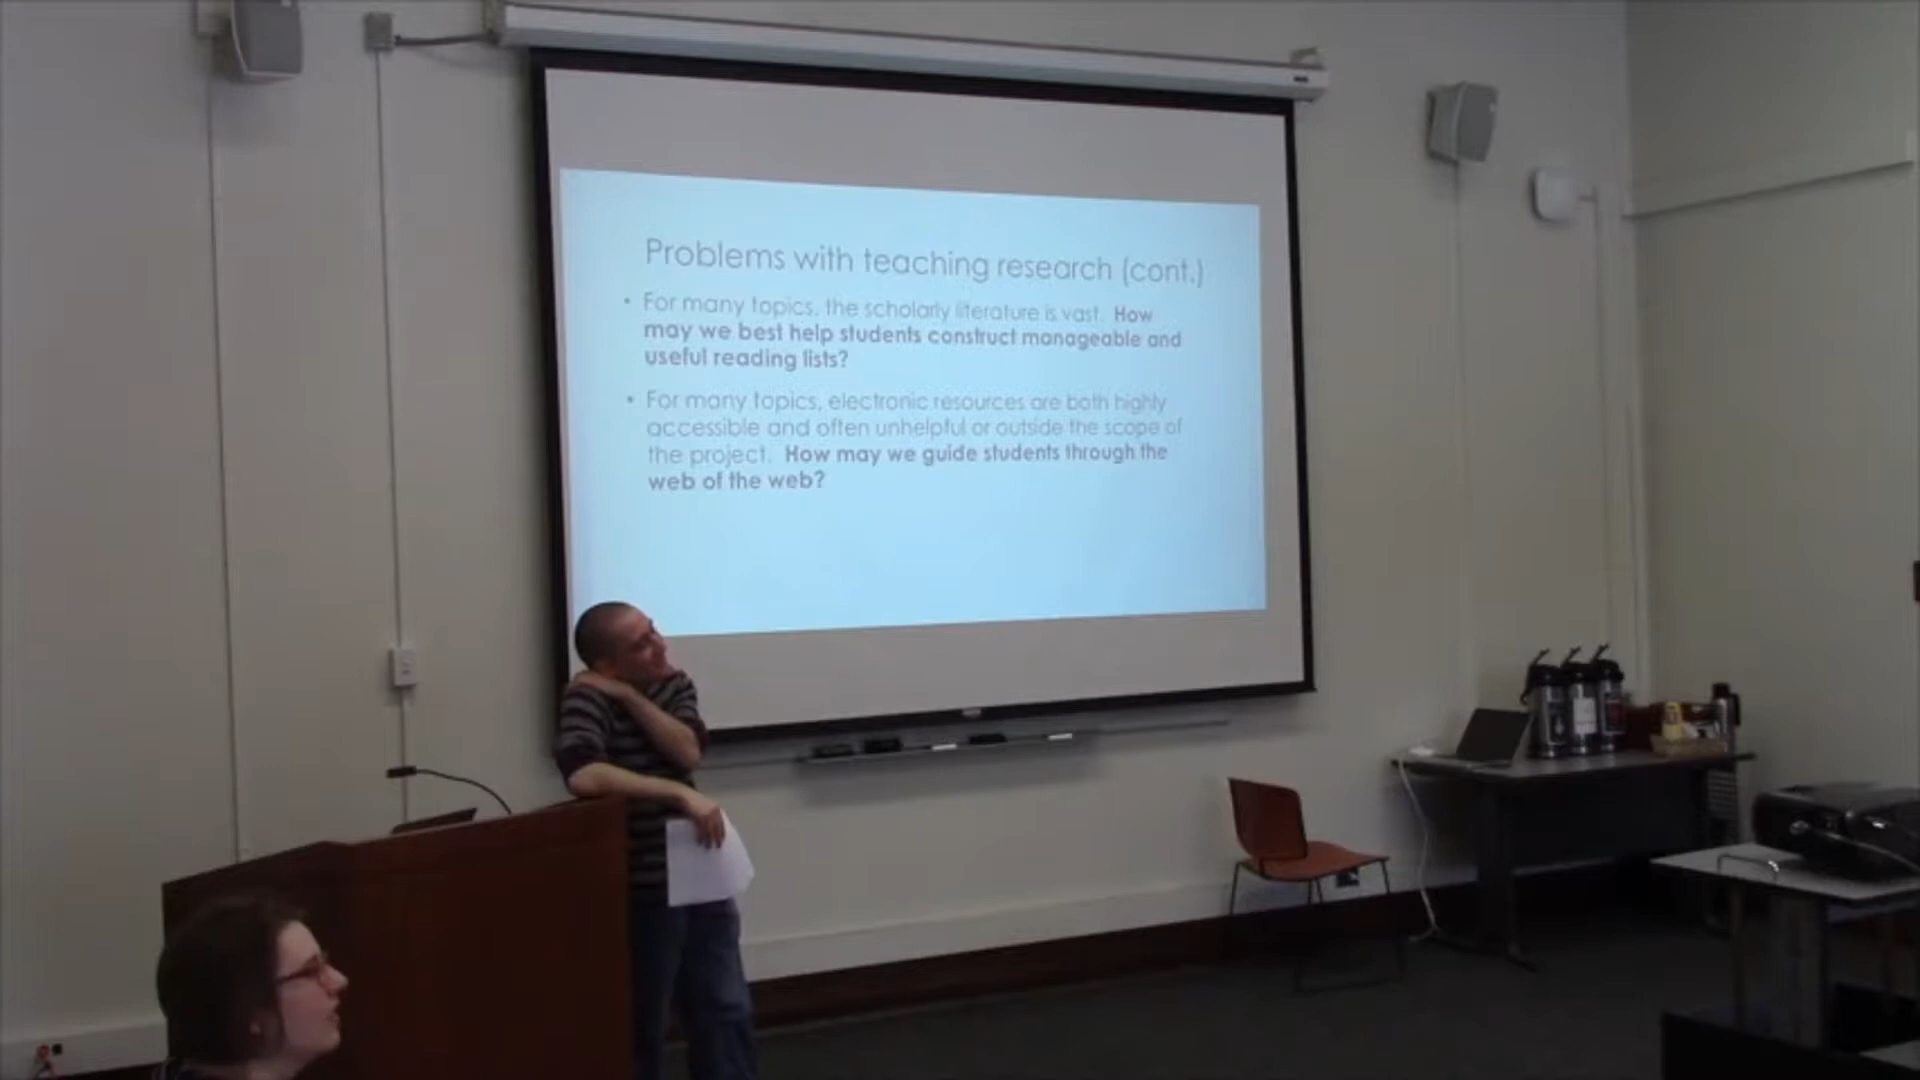 Problems with teaching research (cont.)
• For many topics, the scholarly literature is vast. How
may we best help students construct manageable and
useful reading lists?
• For many topics, electronic resources are both highly
accessible and often unhelpful or outside the scope of
the project. How may we guide students through the
web of the web?